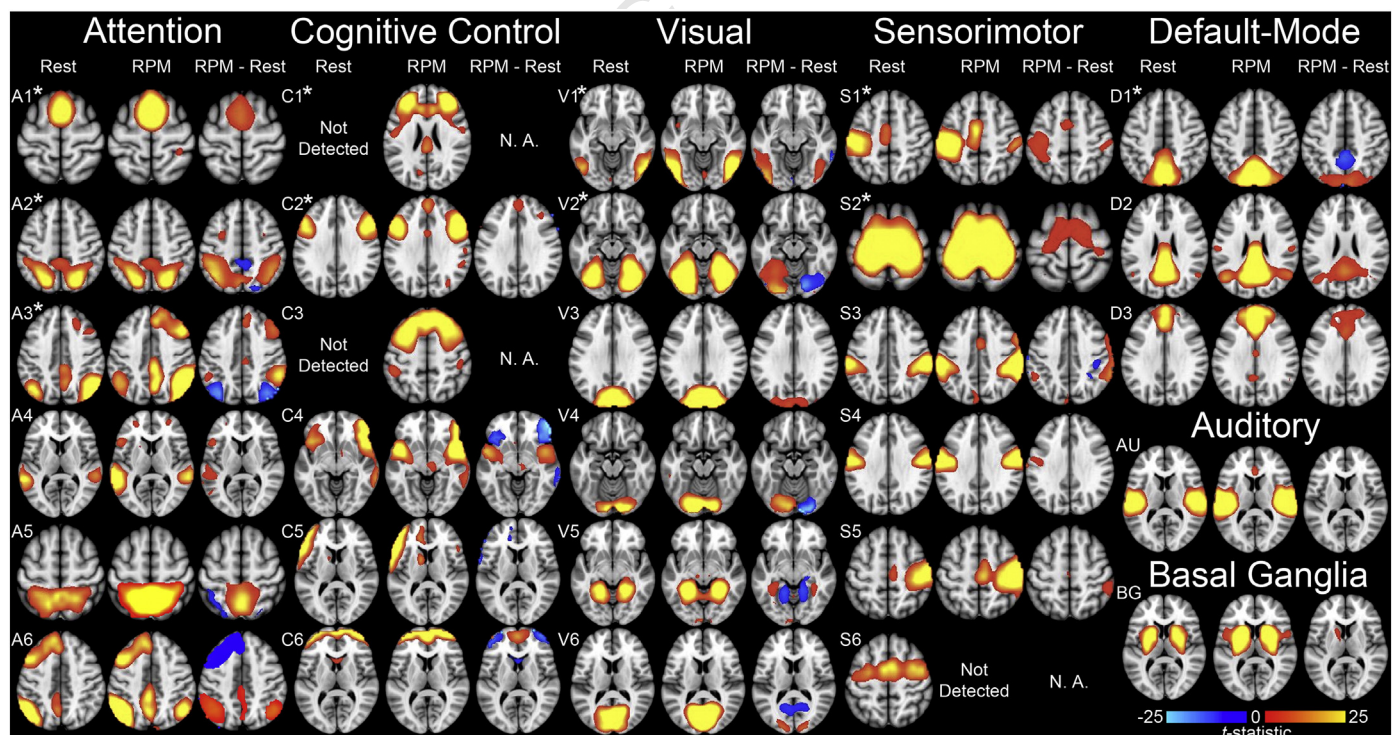 Attention Cognitive Control Visual Sensorimotor Default-Mode
Rest RPM RPM - Rest Rest RPM RPM - Rest Rest RPM RPM - Rest Rest RPM RPM - Rest Rest RPM RPM - Rest
A1* C1* V1* S1* D1*
Not
Detected
N. A.
A2* C2* V2* S2* D2
A3* C3 V3 S3 D3
Not
Detected
N. A.
A4 C4 V4 S4
Auditory
AU
A5 C5 V5 S5
Basal Ganglia
BG
A6 C6 V6 S6
Not
Detected
N. A.
-25 0 25
t-statistic